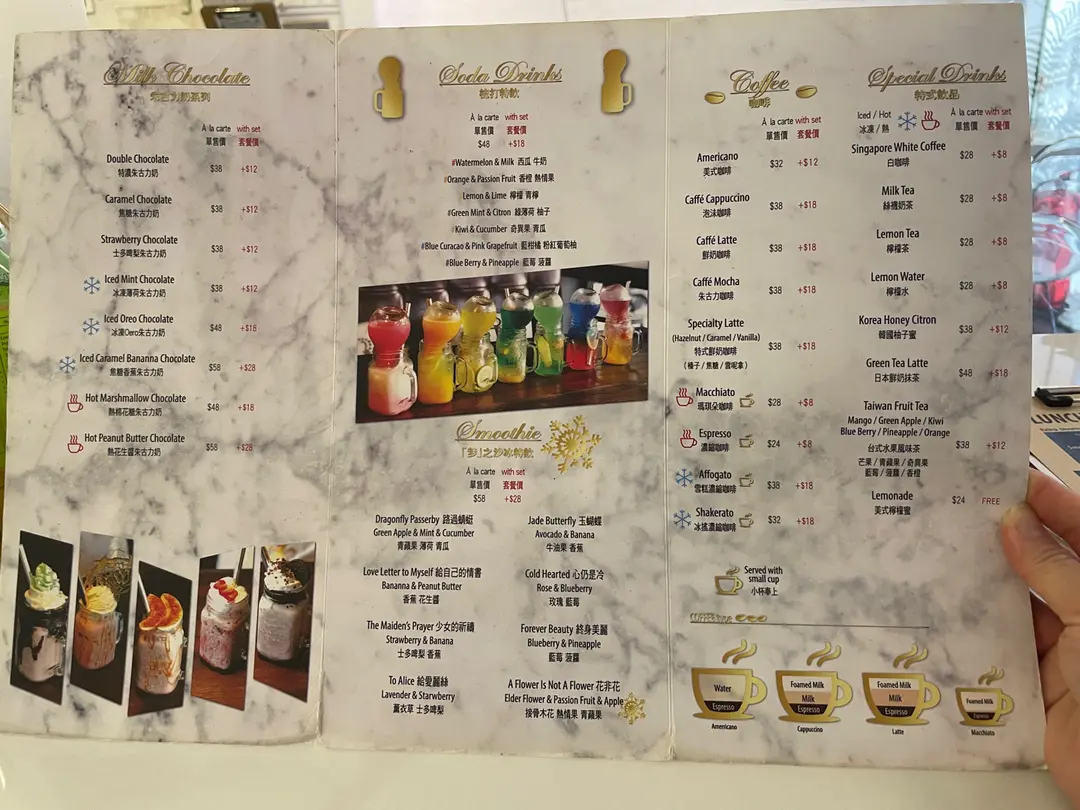 Milk Chocolate
朱古力奶系列
À la carte with set
單售價 套餐價
Double Chocolate
特濃朱古力奶 $38 +$12
Caramel Chocolate
焦糖朱古力奶 $38 +$12
Strawberry Chocolate
士多啤梨朱古力奶 $38 +$12
Iced Mint Chocolate
冰凍薄荷朱古力奶 $38 +$12
Iced Oreo Chocolate
冰凍Oero朱古力奶 $48 +$18
Iced Caramel Bananna Chocolate
焦糖香蕉朱古力奶 $58 +$28
Hot Marshmallow Chocolate
熱棉花糖朱古力奶 $48 +$18
Hot Peanut Butter Chocolate
熱花生醬朱古力奶 $58 +$28
Soda Drinks
梳打特飲
À la carte with set
單售價 套餐價
$48 +$18
#Watermelon & Milk 西瓜 牛奶
#Orange & Passion Fruit 香橙 熱情果
Lemon & Lime 檸檬 青檸
#Green Mint & Citron 綠薄荷 柚子
#Kiwi & Cucumber 奇異果 青瓜
#Blue Curacao & Pink Grapefruit 藍柑橘 粉紅葡萄柚
#Blue Berry & Pineapple 藍莓 菠蘿
Smoothie
「彭」之沙冰特飲
À la carte with set
單售價 套餐價
$58 +$28
Dragonfly Passerby 路過蜻蜓
Green Apple & Mint & Cucumber
青蘋果 薄荷 青瓜
Love Letter to Myself 給自己的情書
Bananna & Peanut Butter
香蕉 花生醬
The Maiden's Prayer 少女的祈禱
Strawberry & Banana
士多啤梨 香蕉
To Alice 給愛麗絲
Lavender & Starwberry
薰衣草 士多啤梨
Jade Butterfly 玉蝴蝶
Avocado & Banana
牛油果 香蕉
Cold Hearted 心仍是冷
Rose & Blueberry
玫瑰 藍莓
Forever Beauty 終身美麗
Blueberry & Pineapple
藍莓 菠蘿
A Flower Is Not A Flower 花非花
Elder Flower & Passion Fruit & Apple
接骨木花 熱情果 青蘋果
Coffee
咖啡
À la carte with set
單售價 套餐價
Americano
美式咖啡 $32 +$12
Caffé Cappuccino
泡沫咖啡 $38 +$18
Caffé Latte
鮮奶咖啡 $38 +$18
Caffé Mocha
朱古力咖啡 $38 +$18
Specialty Latte
(Hazelnut / Caramel / Vanilla) $38 +$18
特式鮮奶咖啡
( 榛子 / 焦糖 / 雲呢拿 )
Macchiato
瑪琪朵咖啡 $28 +$8
Espresso
濃縮咖啡 $24 +$8
Affogato
雪糕濃縮咖啡 $38 +$18
Shakerato
冰搖濃縮咖啡 $32 +$18
Served with
small cup
小杯奉上
Water
Espresso
Americano
Foamed Milk
Milk
Espresso
Cappuccino
Foamed Milk
Milk
Espresso
Latte
Foamed Milk
Espresso
Macchiato
Special Drinks
特式飲品
Iced / Hot À la carte with set
冰凍 / 熱 單售價 套餐價
Singapore White Coffee
白咖啡 $28 +$8
Milk Tea
絲襪奶茶 $28 +$8
Lemon Tea
檸檬茶 $28 +$8
Lemon Water
檸檬水 $28 +$8
Korea Honey Citron
韓國柚子蜜 $38 +$12
Green Tea Latte
日本鮮奶抹茶 $48 +$18
Taiwan Fruit Tea
Mango / Green Apple / Kiwi
Blue Berry / Pineapple / Orange
台式水果風味茶 $38 +$12
芒果 / 青蘋果 / 奇異果
藍莓 / 菠蘿 / 香橙
Lemonade
美式檸檬蜜 $24 FREE
LUNCH